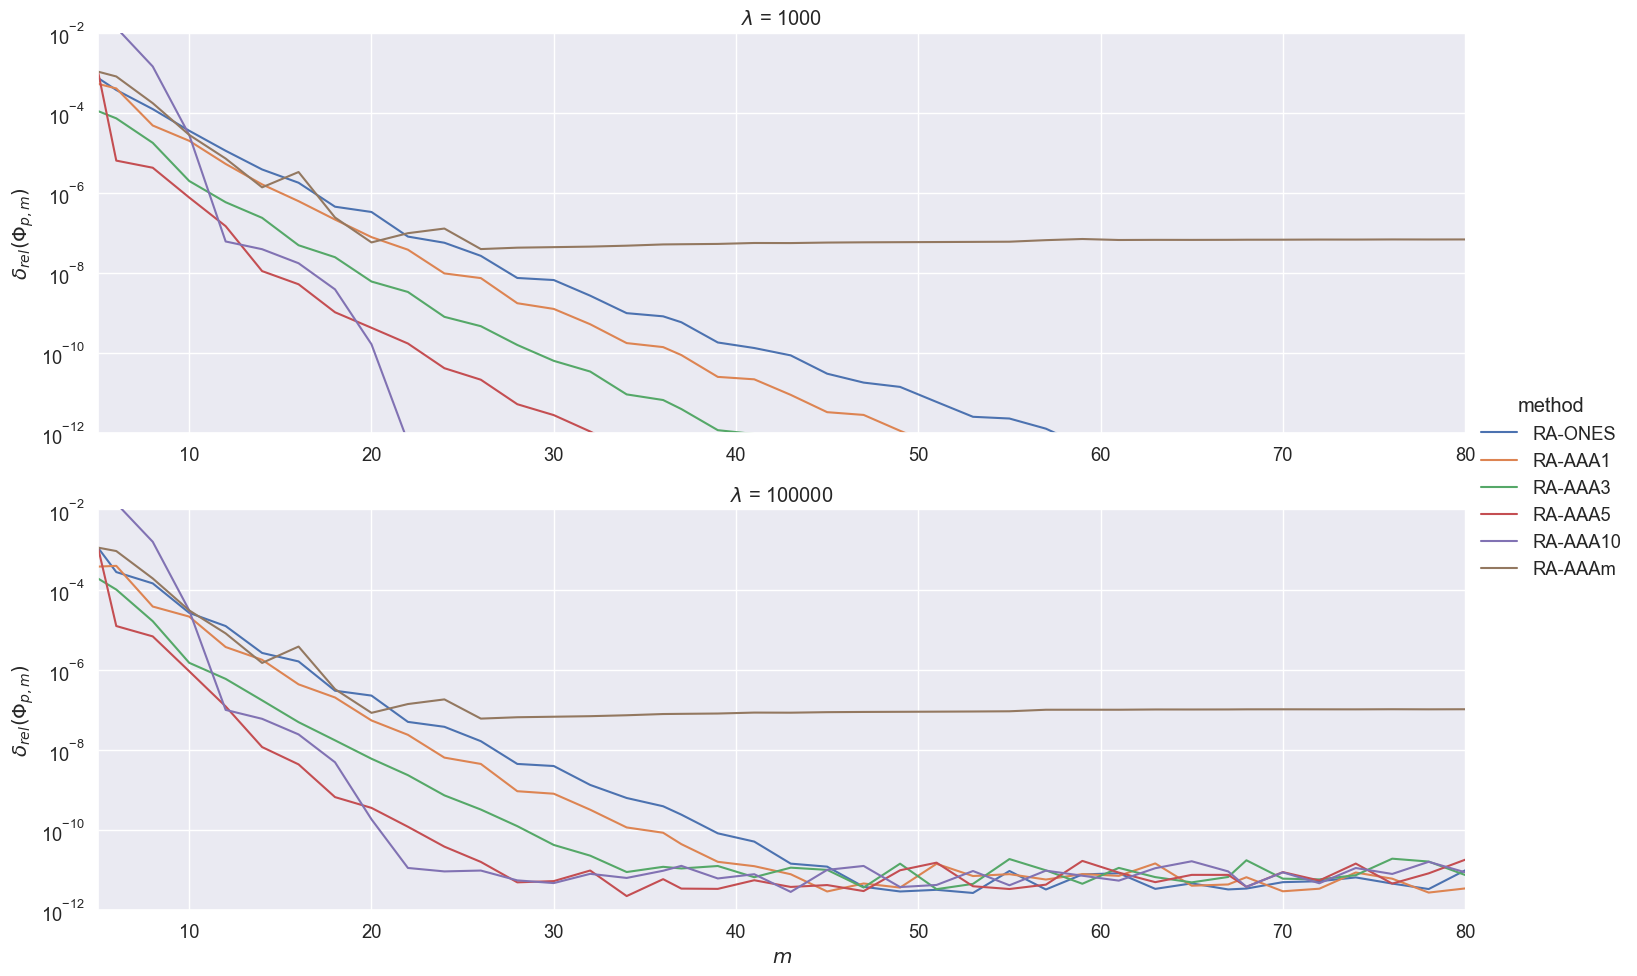 λ = 1000
10⁻²
10⁻⁴
10⁻⁶
10⁻⁸
10⁻¹⁰
10⁻¹²
δ_rel(Φ_p,m)
10 20 30 40 50 60 70 80
method
RA-ONES
RA-AAA1
RA-AAA3
RA-AAA5
RA-AAA10
RA-AAAm
λ = 100000
10⁻²
10⁻⁴
10⁻⁶
10⁻⁸
10⁻¹⁰
10⁻¹²
δ_rel(Φ_p,m)
10 20 30 40 50 60 70 80
m